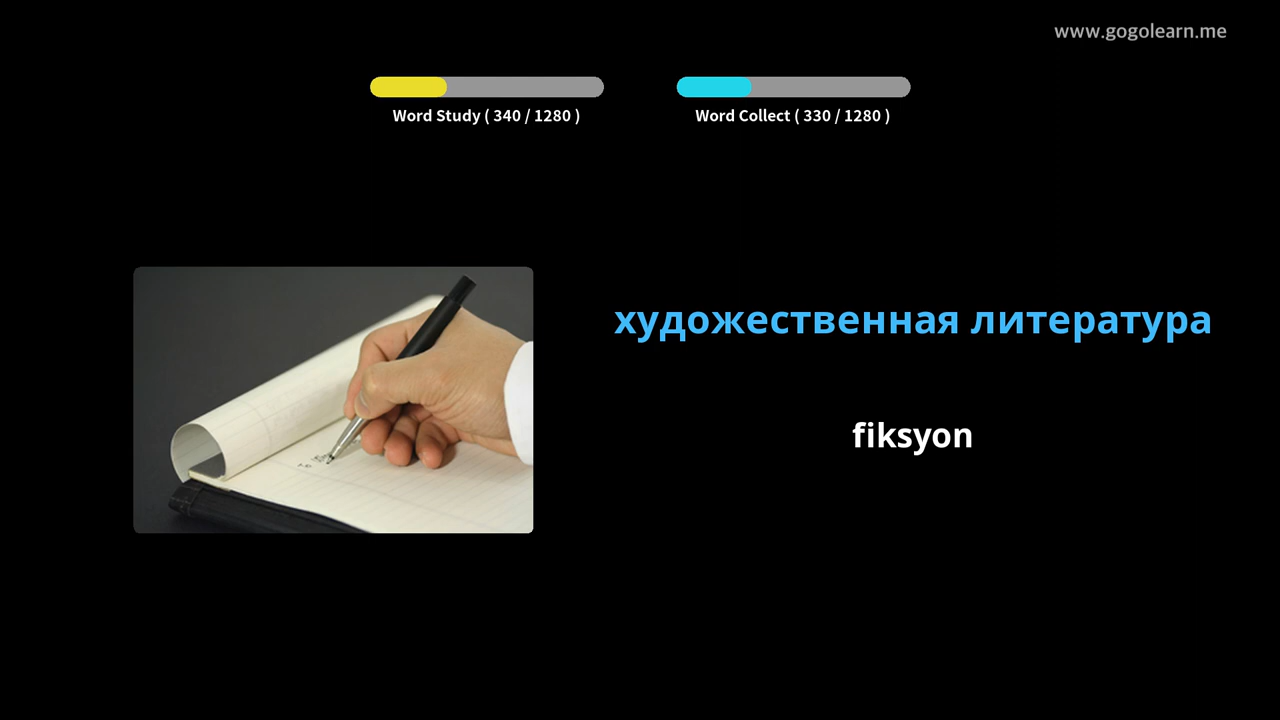 www.gogolearn.me
Word Study ( 340 / 1280 )
Word Collect ( 330 / 1280 )
художественная литература
fiksyon